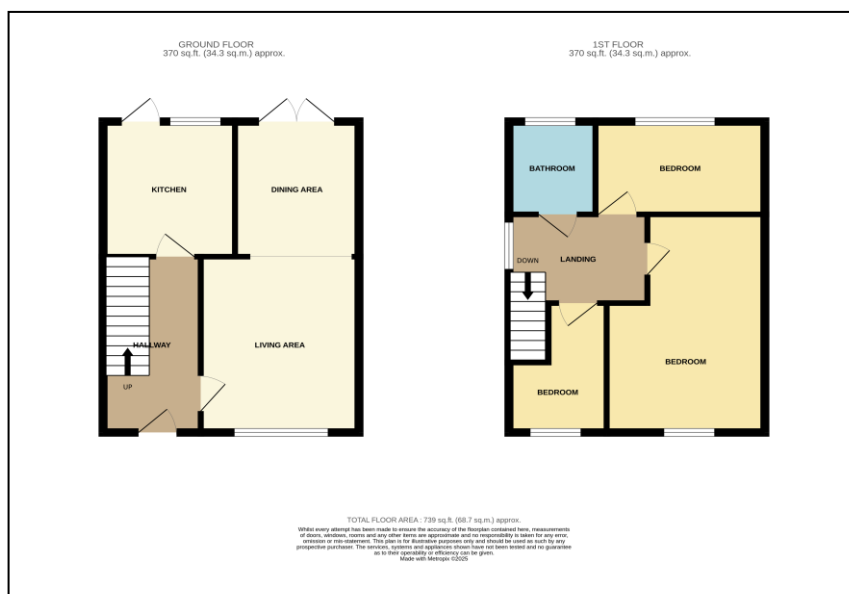 GROUND FLOOR
370 sq.ft. (34.3 sq.m.) approx.
1ST FLOOR
370 sq.ft. (34.3 sq.m.) approx.
KITCHEN
DINING AREA
HALLWAY
LIVING AREA
UP
BATHROOM
BEDROOM
LANDING
DOWN
BEDROOM
BEDROOM
TOTAL FLOOR AREA : 739 sq.ft. (68.7 sq.m.) approx.
Whilst every attempt has been made to ensure the accuracy of the floorplan contained here, measurements
of doors, windows, rooms and any other items are approximate and no responsibility is taken for any error,
omission or mis-statement. This plan is for illustrative purposes only and should be used as such by any
prospective purchaser. The services, systems and appliances shown have not been tested and no guarantee
as to their operability or efficiency can be given.
Made with Metropix ©2025